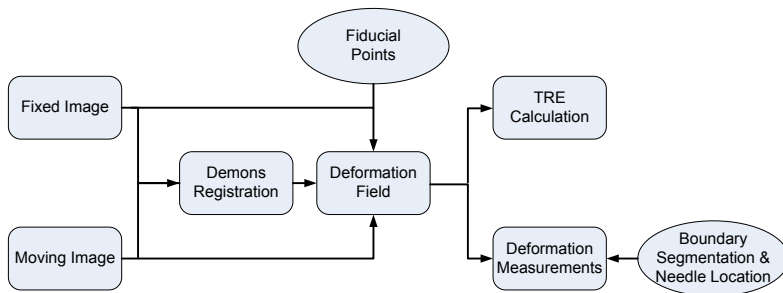 Fiducial
Points
Fixed Image
TRE
Calculation
Demons
Registration
Deformation
Field
Moving Image
Deformation
Measurements
Boundary
Segmentation &
Needle Location